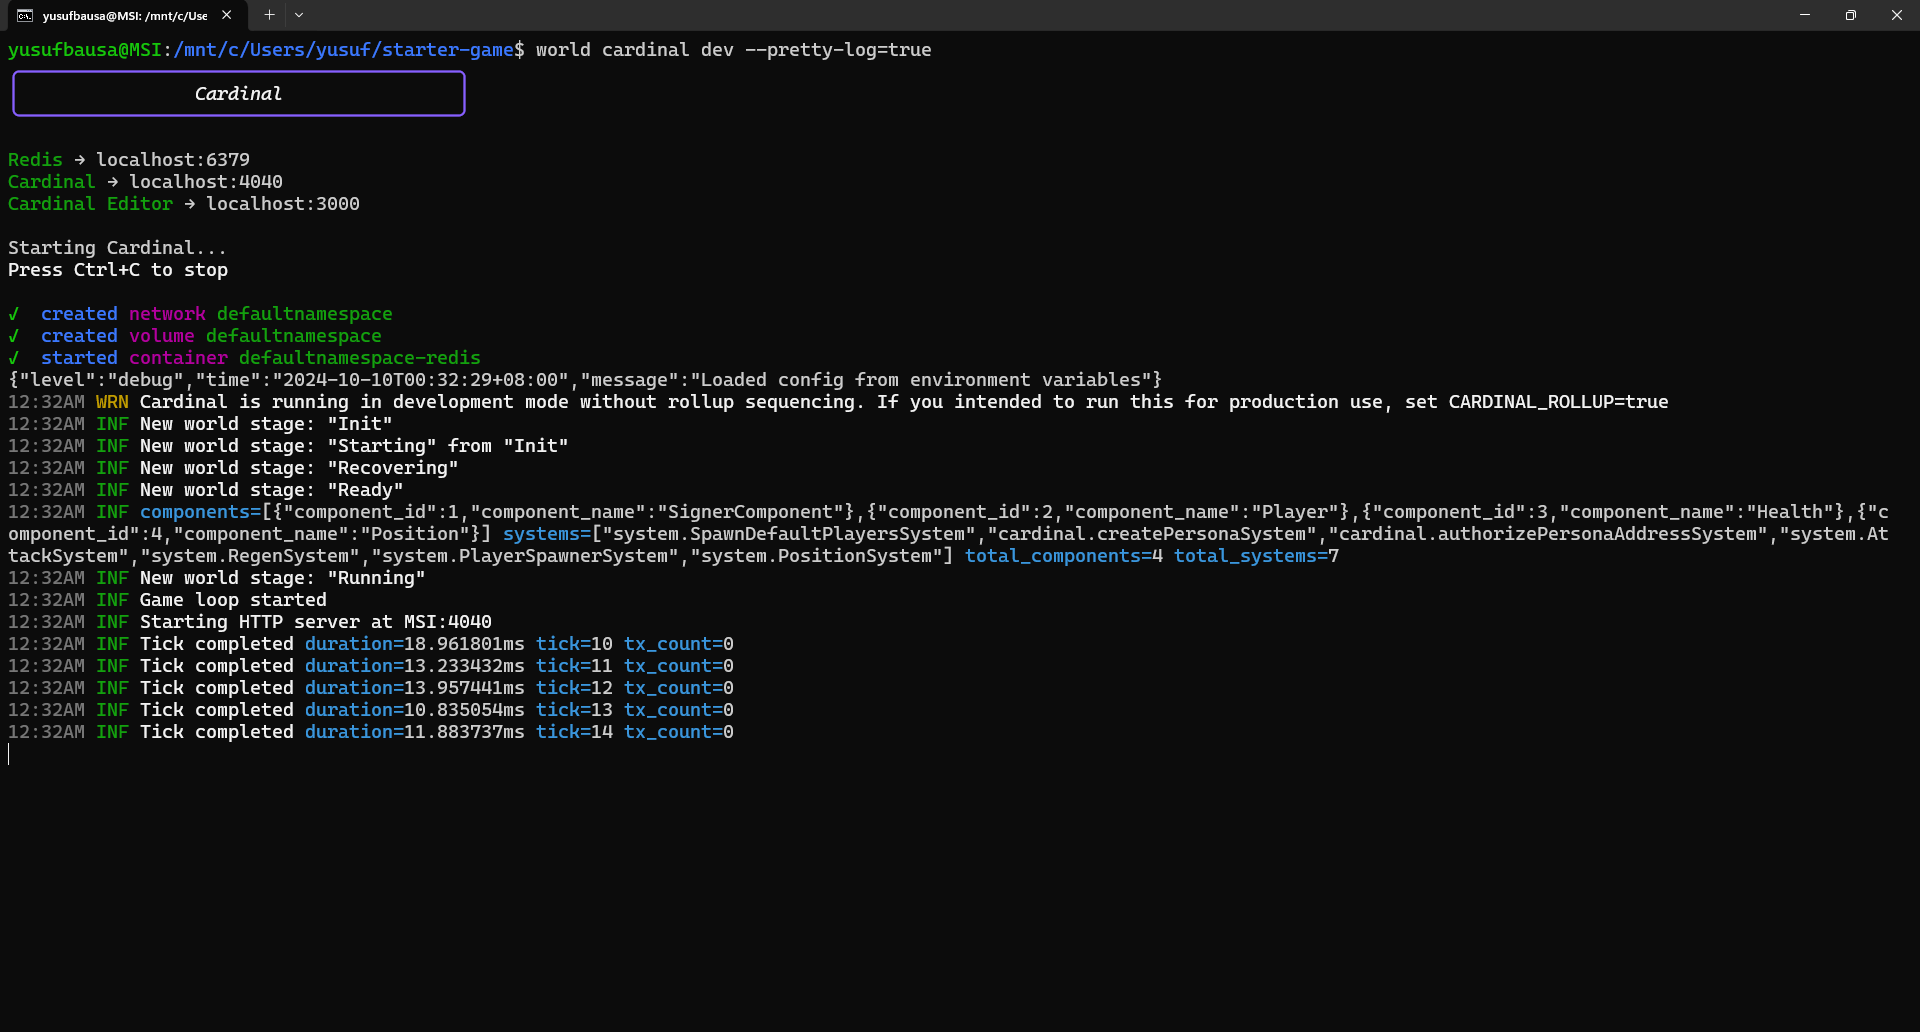 yusufbausa@MSI: /mnt/c/Use
yusufbausa@MSI:/mnt/c/Users/yusuf/starter-game$ world cardinal dev --pretty-log=true
Cardinal
Redis → localhost:6379
Cardinal → localhost:4040
Cardinal Editor → localhost:3000
Starting Cardinal...
Press Ctrl+C to stop
✓ created network defaultnamespace
✓ created volume defaultnamespace
✓ started container defaultnamespace-redis
{"level":"debug","time":"2024-10-10T00:32:29+08:00","message":"Loaded config from environment variables"}
12:32AM WRN Cardinal is running in development mode without rollup sequencing. If you intended to run this for production use, set CARDINAL_ROLLUP=true
12:32AM INF New world stage: "Init"
12:32AM INF New world stage: "Starting" from "Init"
12:32AM INF New world stage: "Recovering"
12:32AM INF New world stage: "Ready"
12:32AM INF components=[{"component_id":1,"component_name":"SignerComponent"},{"component_id":2,"component_name":"Player"},{"component_id":3,"component_name":"Health"},{"c
omponent_id":4,"component_name":"Position"}] systems=["system.SpawnDefaultPlayersSystem","cardinal.createPersonaSystem","cardinal.authorizePersonaAddressSystem","system.At
tackSystem","system.RegenSystem","system.PlayerSpawnerSystem","system.PositionSystem"] total_components=4 total_systems=7
12:32AM INF New world stage: "Running"
12:32AM INF Game loop started
12:32AM INF Starting HTTP server at MSI:4040
12:32AM INF Tick completed duration=18.961801ms tick=10 tx_count=0
12:32AM INF Tick completed duration=13.233432ms tick=11 tx_count=0
12:32AM INF Tick completed duration=13.957441ms tick=12 tx_count=0
12:32AM INF Tick completed duration=10.835054ms tick=13 tx_count=0
12:32AM INF Tick completed duration=11.883737ms tick=14 tx_count=0